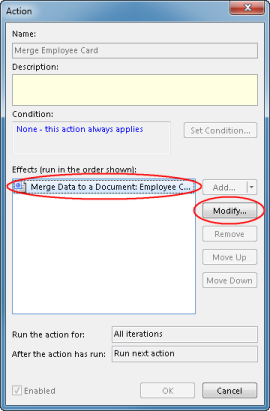 Action
Name:
Merge Employee Card
Description:
Condition:
None - this action always applies
Set Condition...
Effects (run in the order shown):
Merge Data to a Document: Employee C...
Add...
Modify...
Remove
Move Up
Move Down
Run the action for:
All iterations
After the action has run:
Run next action
Enabled
OK
Cancel